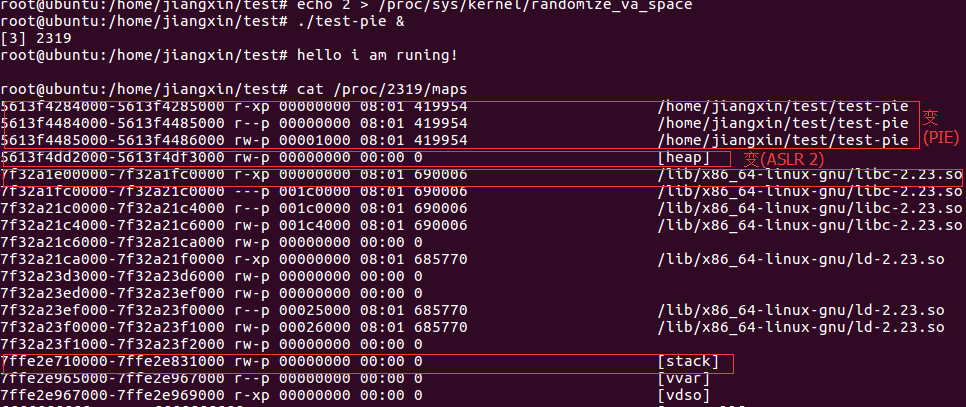 root@ubuntu:/home/jiangxin/test# echo 2 > /proc/sys/kernel/randomize_va_space
root@ubuntu:/home/jiangxin/test# ./test-pie &
[3] 2319
root@ubuntu:/home/jiangxin/test# hello i am runing!
root@ubuntu:/home/jiangxin/test# cat /proc/2319/maps
5613f4284000-5613f4285000 r-xp 00000000 08:01 419954 /home/jiangxin/test/test-pie 变
5613f4484000-5613f4485000 r--p 00000000 08:01 419954 /home/jiangxin/test/test-pie (PIE)
5613f4485000-5613f4486000 rw-p 00001000 08:01 419954 /home/jiangxin/test/test-pie
5613f4dd2000-5613f4df3000 rw-p 00000000 00:00 0 [heap] 变(ASLR 2)
7f32a1e00000-7f32a1fc0000 r-xp 00000000 08:01 690006 /lib/x86_64-linux-gnu/libc-2.23.so
7f32a1fc0000-7f32a21c0000 ---p 001c0000 08:01 690006 /lib/x86_64-linux-gnu/libc-2.23.so
7f32a21c0000-7f32a21c4000 r--p 001c0000 08:01 690006 /lib/x86_64-linux-gnu/libc-2.23.so
7f32a21c4000-7f32a21c6000 rw-p 001c4000 08:01 690006 /lib/x86_64-linux-gnu/libc-2.23.so
7f32a21c6000-7f32a21ca000 rw-p 00000000 00:00 0
7f32a21ca000-7f32a21f0000 r-xp 00000000 08:01 685770 /lib/x86_64-linux-gnu/ld-2.23.so
7f32a23d3000-7f32a23d6000 rw-p 00000000 00:00 0
7f32a23ed000-7f32a23ef000 rw-p 00000000 00:00 0
7f32a23ef000-7f32a23f0000 r--p 00025000 08:01 685770 /lib/x86_64-linux-gnu/ld-2.23.so
7f32a23f0000-7f32a23f1000 rw-p 00026000 08:01 685770 /lib/x86_64-linux-gnu/ld-2.23.so
7f32a23f1000-7f32a23f2000 rw-p 00000000 00:00 0
7ffe2e710000-7ffe2e831000 rw-p 00000000 00:00 0 [stack]
7ffe2e965000-7ffe2e967000 r--p 00000000 00:00 0 [vvar]
7ffe2e967000-7ffe2e969000 r-xp 00000000 00:00 0 [vdso]